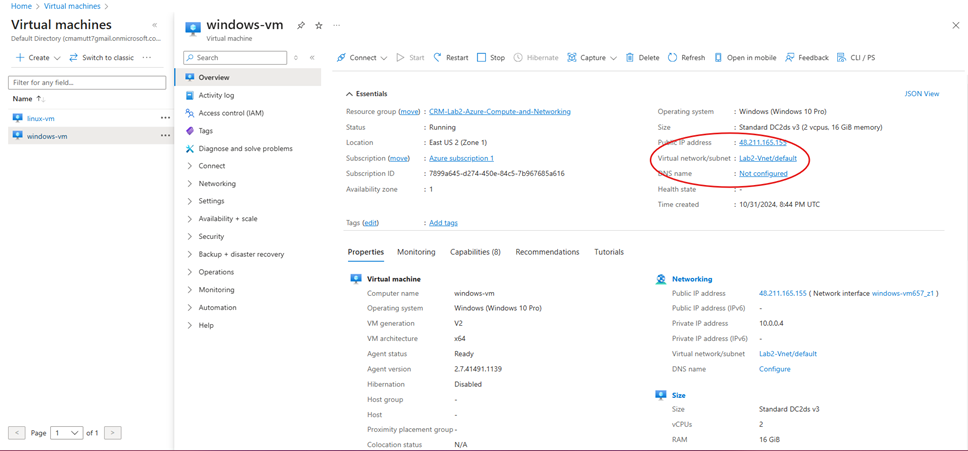 Home > Virtual machines >
Virtual machines «
Default Directory (cmamutt7gmail.onmicrosoft.co...
Create Switch to classic ...
Filter for any field...
Name ↑↓
linux-vm ...
windows-vm ...
< Page 1 of 1 >
windows-vm ...
Virtual machine
Search «
Overview
Activity log
Access control (IAM)
Tags
Diagnose and solve problems
Connect
Networking
Settings
Availability + scale
Security
Backup + disaster recovery
Operations
Monitoring
Automation
Help
Connect Start Restart Stop Hibernate Capture Delete Refresh Open in mobile Feedback CLI / PS
Essentials JSON View
Resource group (move) : CRM-Lab2-Azure-Compute-and-Networking
Status : Running
Location : East US 2 (Zone 1)
Subscription (move) : Azure subscription 1
Subscription ID : 7899a645-d274-450e-84c5-7b967685a616
Availability zone : 1
Operating system : Windows (Windows 10 Pro)
Size : Standard DC2ds v3 (2 vcpus, 16 GiB memory)
Public IP address : 48.211.165.155
Virtual network/subnet : Lab2-Vnet/default
DNS name : Not configured
Health state : -
Time created : 10/31/2024, 8:44 PM UTC
Tags (edit) : Add tags
Properties Monitoring Capabilities (8) Recommendations Tutorials
Virtual machine
Computer name windows-vm
Operating system Windows (Windows 10 Pro)
VM generation V2
VM architecture x64
Agent status Ready
Agent version 2.7.41491.1139
Hibernation Disabled
Host group -
Host -
Proximity placement group -
Colocation status N/A
Networking
Public IP address 48.211.165.155 ( Network interface windows-vm657_z1 )
Public IP address (IPv6) -
Private IP address 10.0.0.4
Private IP address (IPv6) -
Virtual network/subnet Lab2-Vnet/default
DNS name Configure
Size
Size Standard DC2ds v3
vCPUs 2
RAM 16 GiB